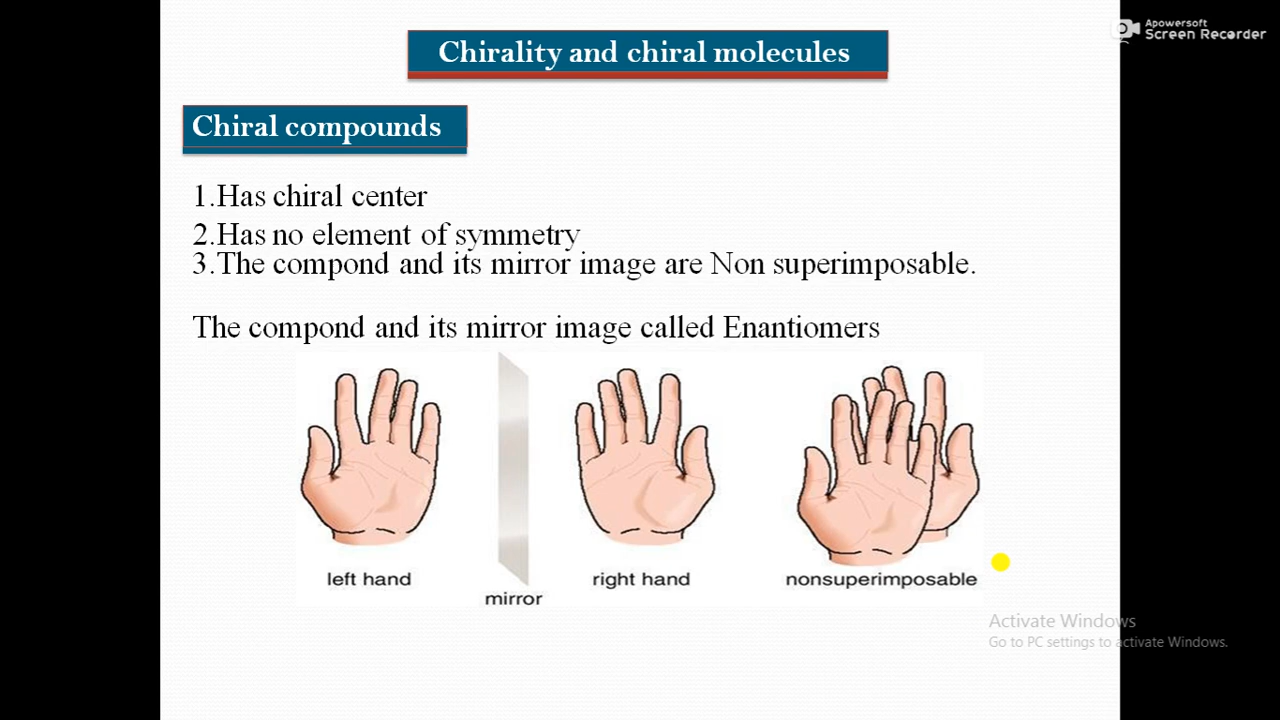 Apowersoft
Screen Recorder
Chirality and chiral molecules
Chiral compounds
1.Has chiral center
2.Has no element of symmetry
3.The compond and its mirror image are Non superimposable.
The compond and its mirror image called Enantiomers
left hand
mirror
right hand
nonsuperimposable
Activate Windows
Go to PC settings to activate Windows.